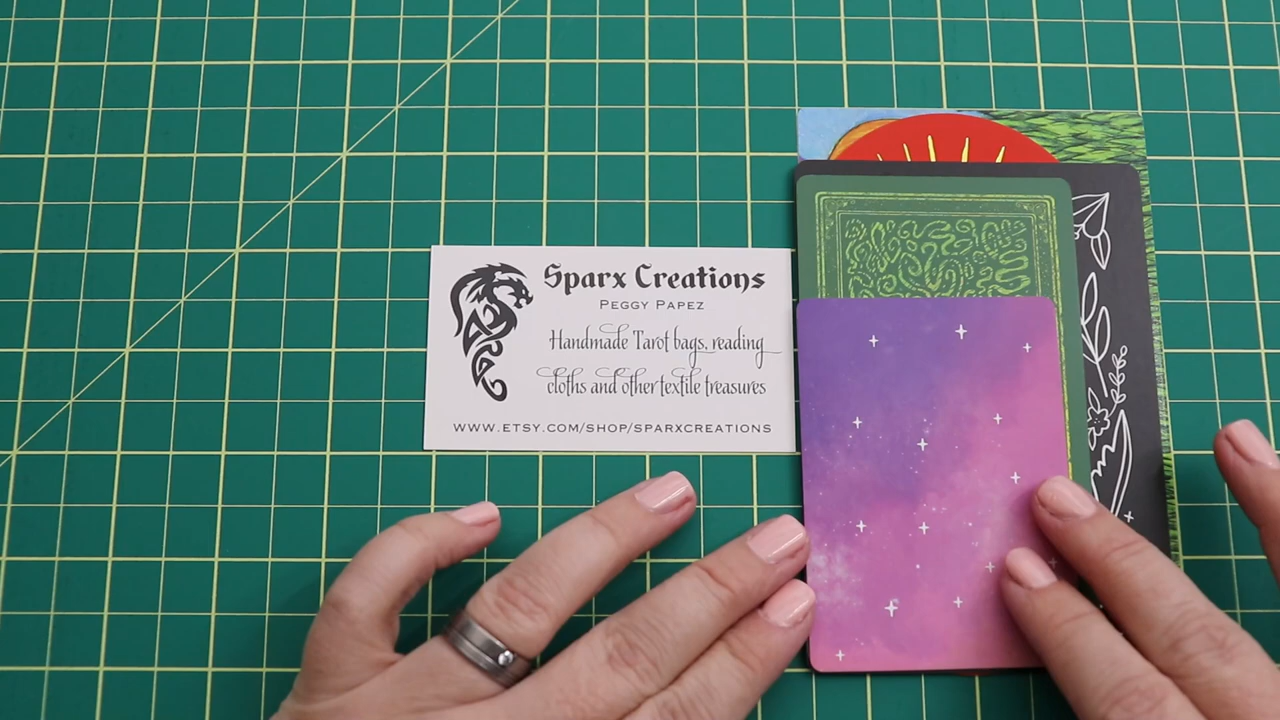 Sparx Creations
PEGGY PAPEZ
Handmade Tarot bags, reading
cloths and other textile treasures
WWW.ETSY.COM/SHOP/SPARXCREATIONS